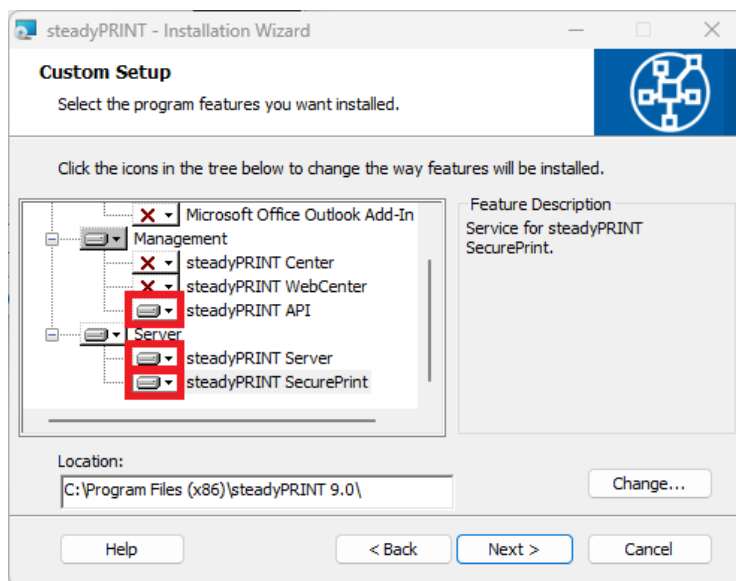 steadyPRINT - Installation Wizard
Custom Setup
Select the program features you want installed.
Click the icons in the tree below to change the way features will be installed.
Microsoft Office Outlook Add-In
Management
steadyPRINT Center
steadyPRINT WebCenter
steadyPRINT API
Server
steadyPRINT Server
steadyPRINT SecurePrint
Feature Description
Service for steadyPRINT
SecurePrint.
Location:
C:\Program Files (x86)\steadyPRINT 9.0\
Change...
Help
< Back
Next >
Cancel